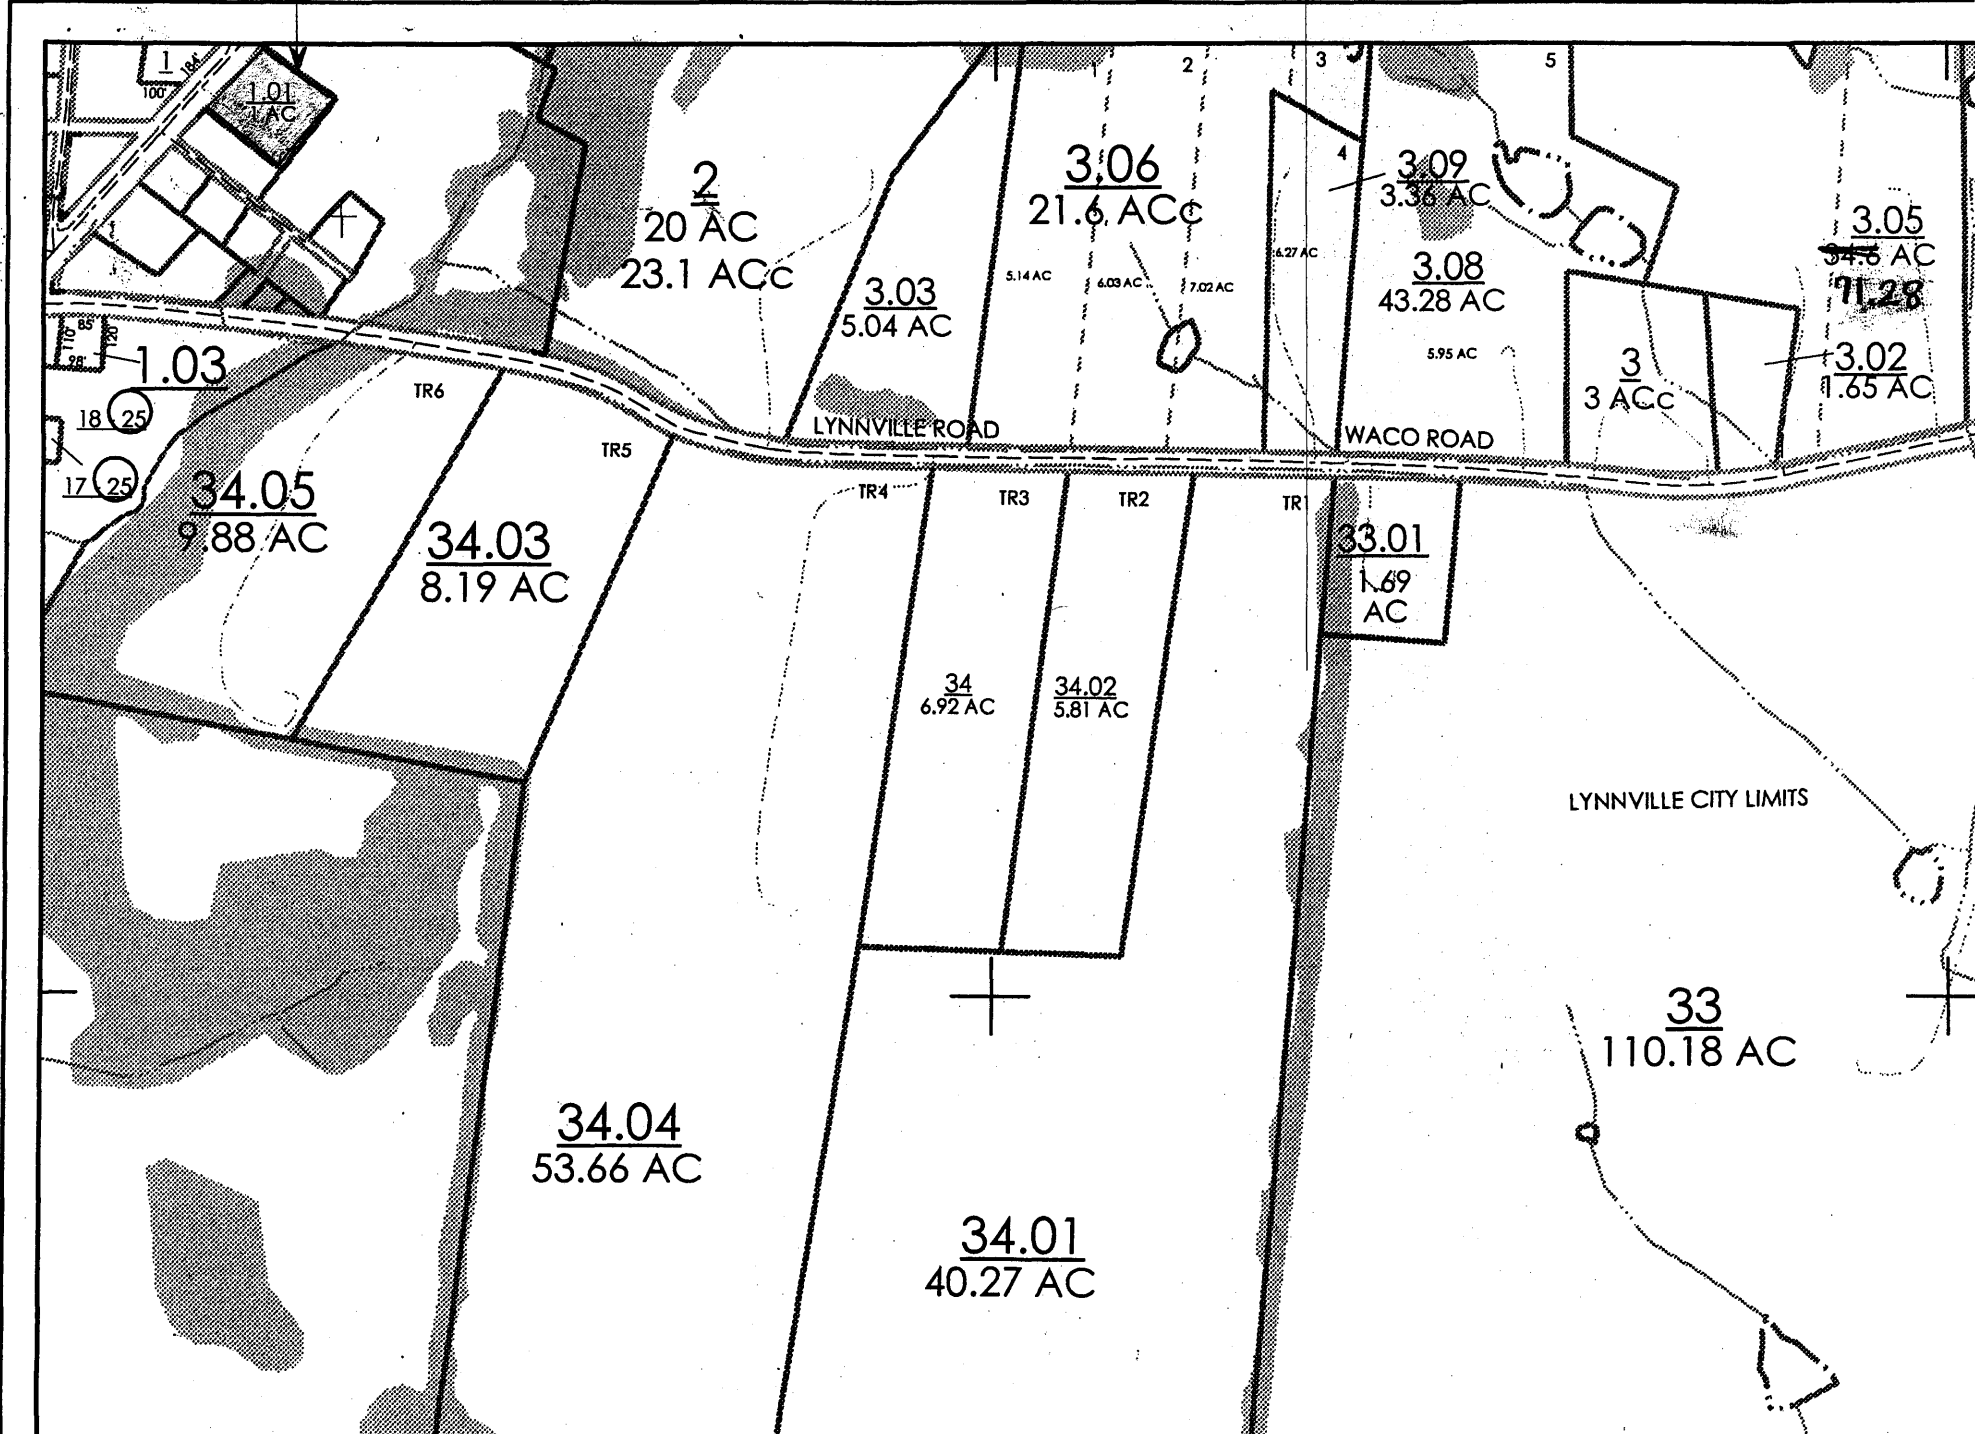 1
184'
100'
1.01
1 AC
1
2
3
5
2
20 AC
23.1 ACc
3.06
21.6 ACc
4
3.09
3.36 AC
3.05
34.6 AC
71.28
5.14 AC
6.03 AC
7.02 AC
6.27 AC
3.08
43.28 AC
3.03
5.04 AC
5.95 AC
3
3 ACc
3.02
1.65 AC
110'
85'
120'
98'
1.03
18 25
17 25
TR6
TR5
LYNNVILLE ROAD
WACO ROAD
TR4
TR3
TR2
TR1
34.05
9.88 AC
34.03
8.19 AC
33.01
1.69
AC
34
6.92 AC
34.02
5.81 AC
LYNNVILLE CITY LIMITS
33
110.18 AC
34.04
53.66 AC
34.01
40.27 AC